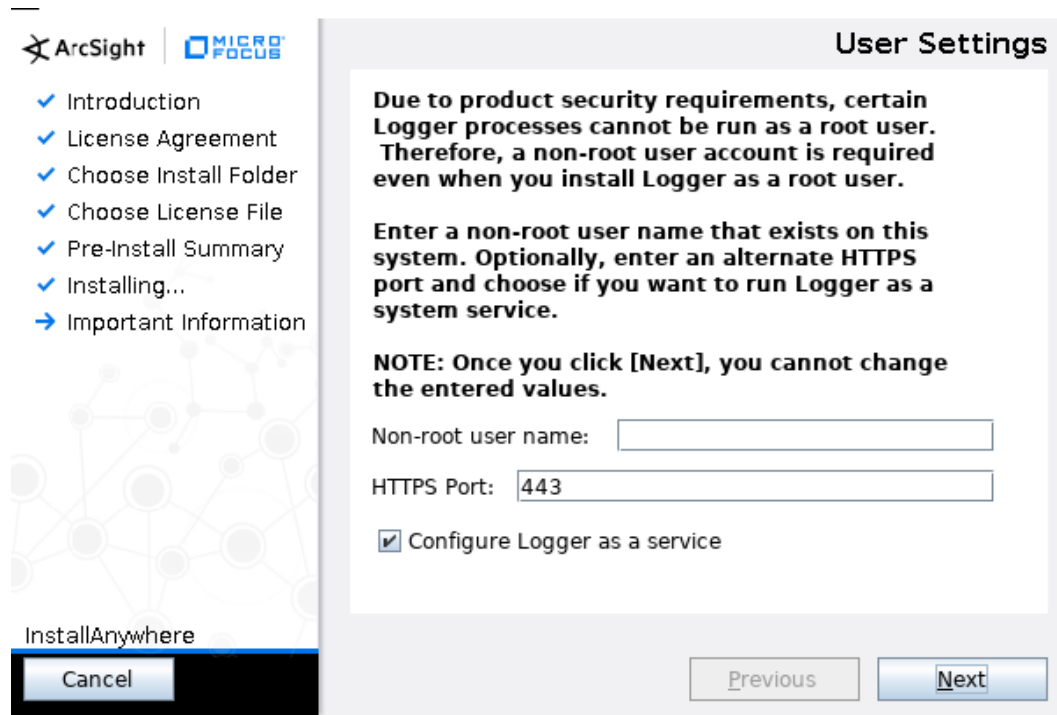 ArcSight
MICRO
FOCUS
User Settings
Introduction
License Agreement
Choose Install Folder
Choose License File
Pre-Install Summary
Installing...
Important Information
Due to product security requirements, certain
Logger processes cannot be run as a root user.
Therefore, a non-root user account is required
even when you install Logger as a root user.
Enter a non-root user name that exists on this
system. Optionally, enter an alternate HTTPS
port and choose if you want to run Logger as a
system service.
NOTE: Once you click [Next], you cannot change
the entered values.
Non-root user name:
HTTPS Port: 443
Configure Logger as a service
InstallAnywhere
Cancel
Previous
Next